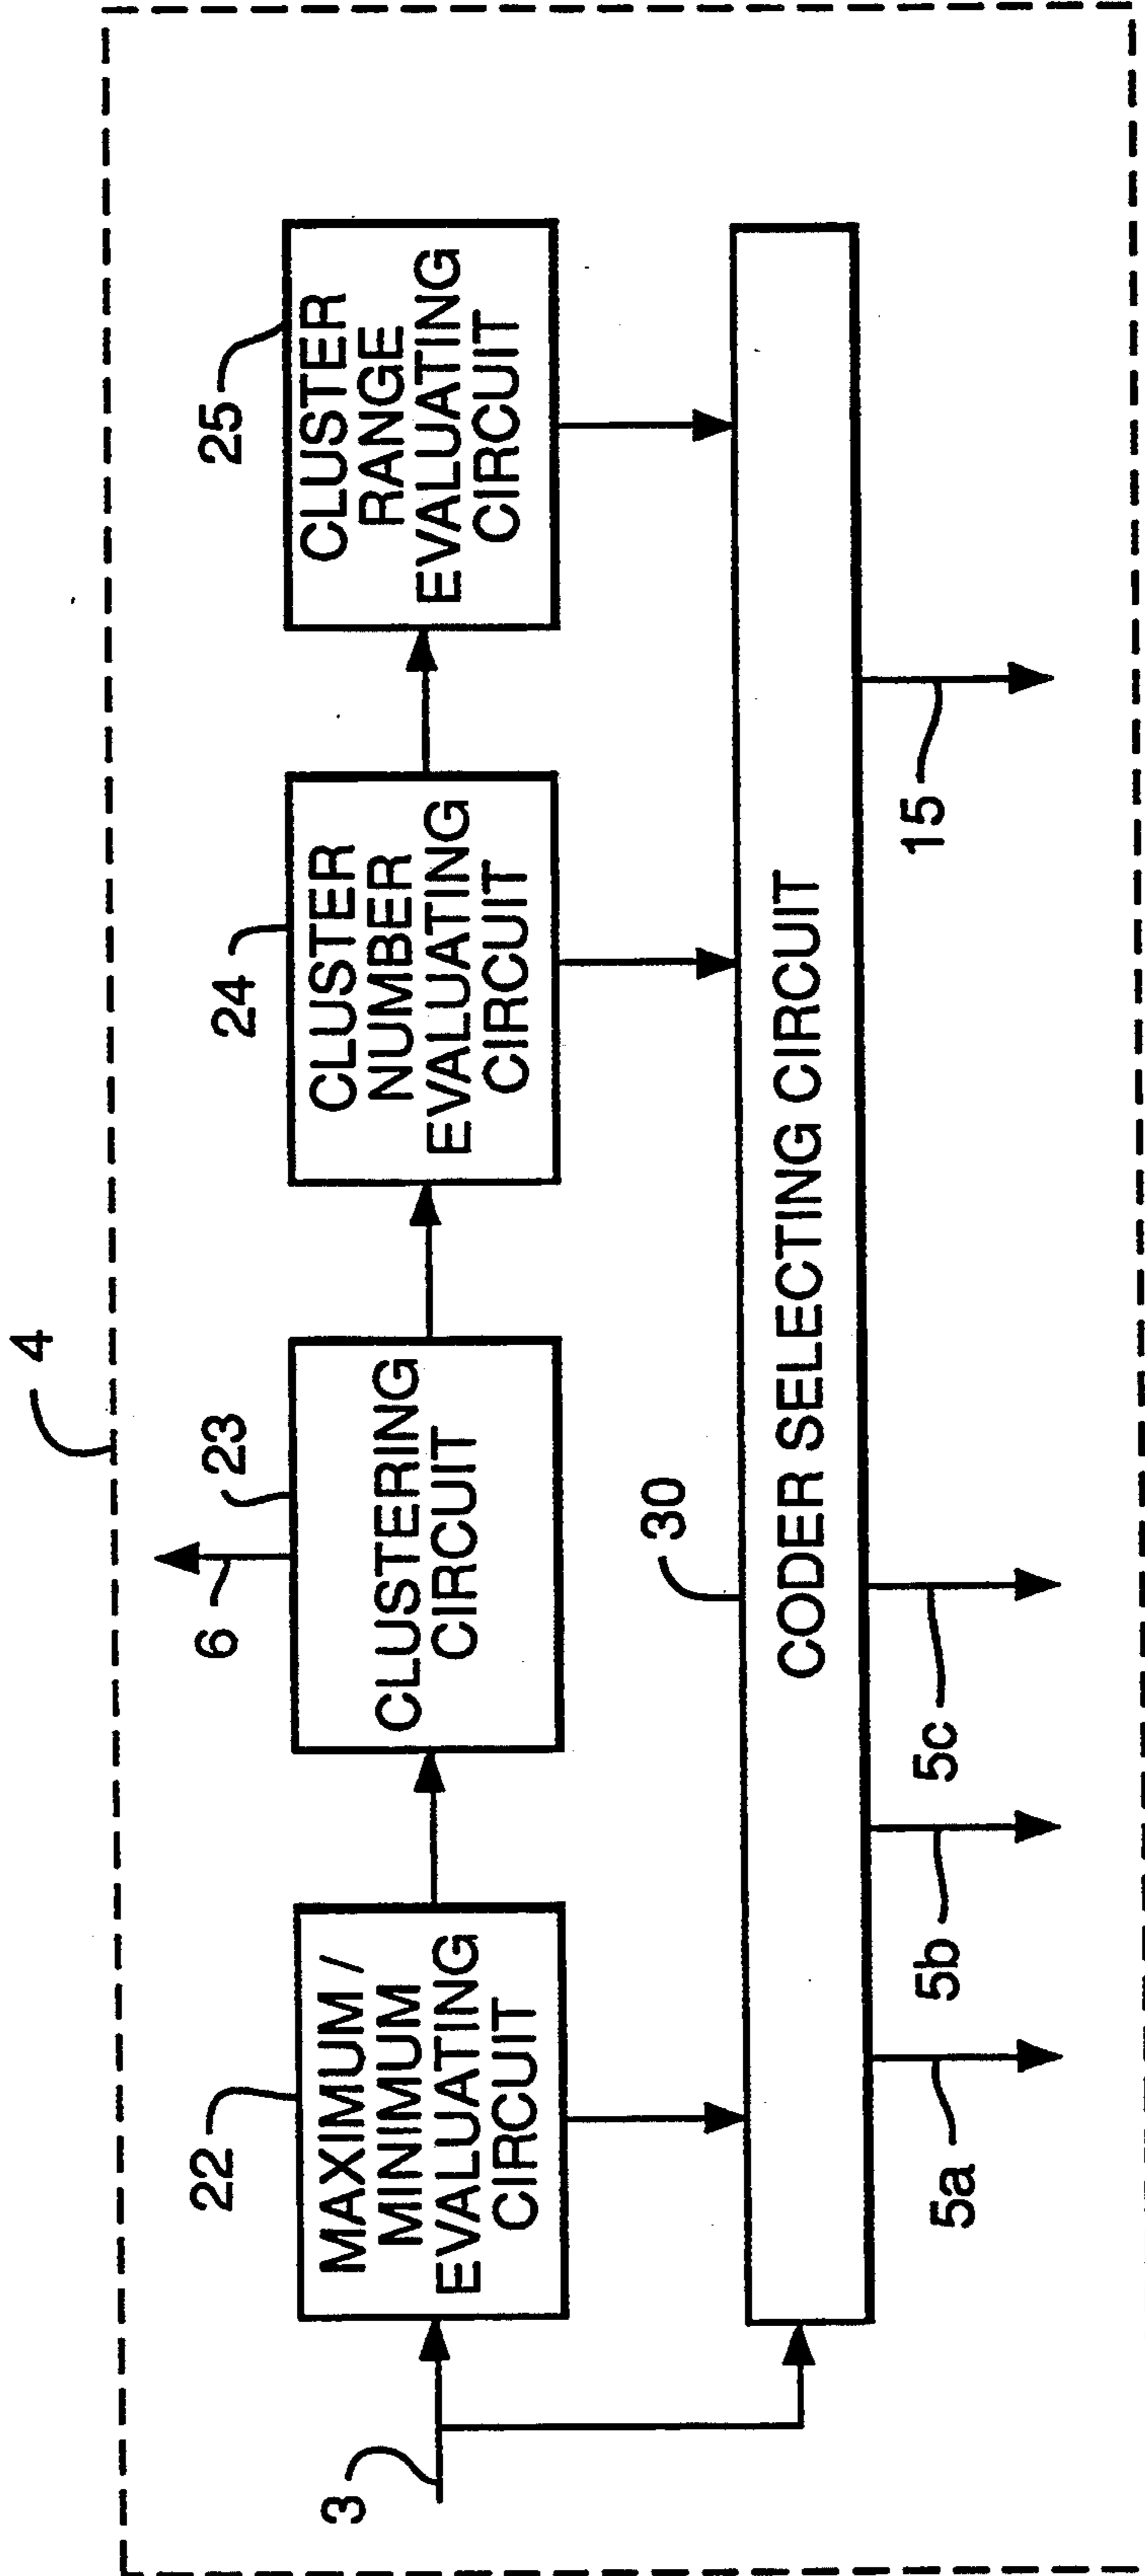 4
22
6
23
24
25
MAXIMUM /
MINIMUM
EVALUATING
CIRCUIT
CLUSTERING
CIRCUIT
CLUSTER
NUMBER
EVALUATING
CIRCUIT
CLUSTER
RANGE
EVALUATING
CIRCUIT
3
30
CODER SELECTING CIRCUIT
5a
5b
5c
15